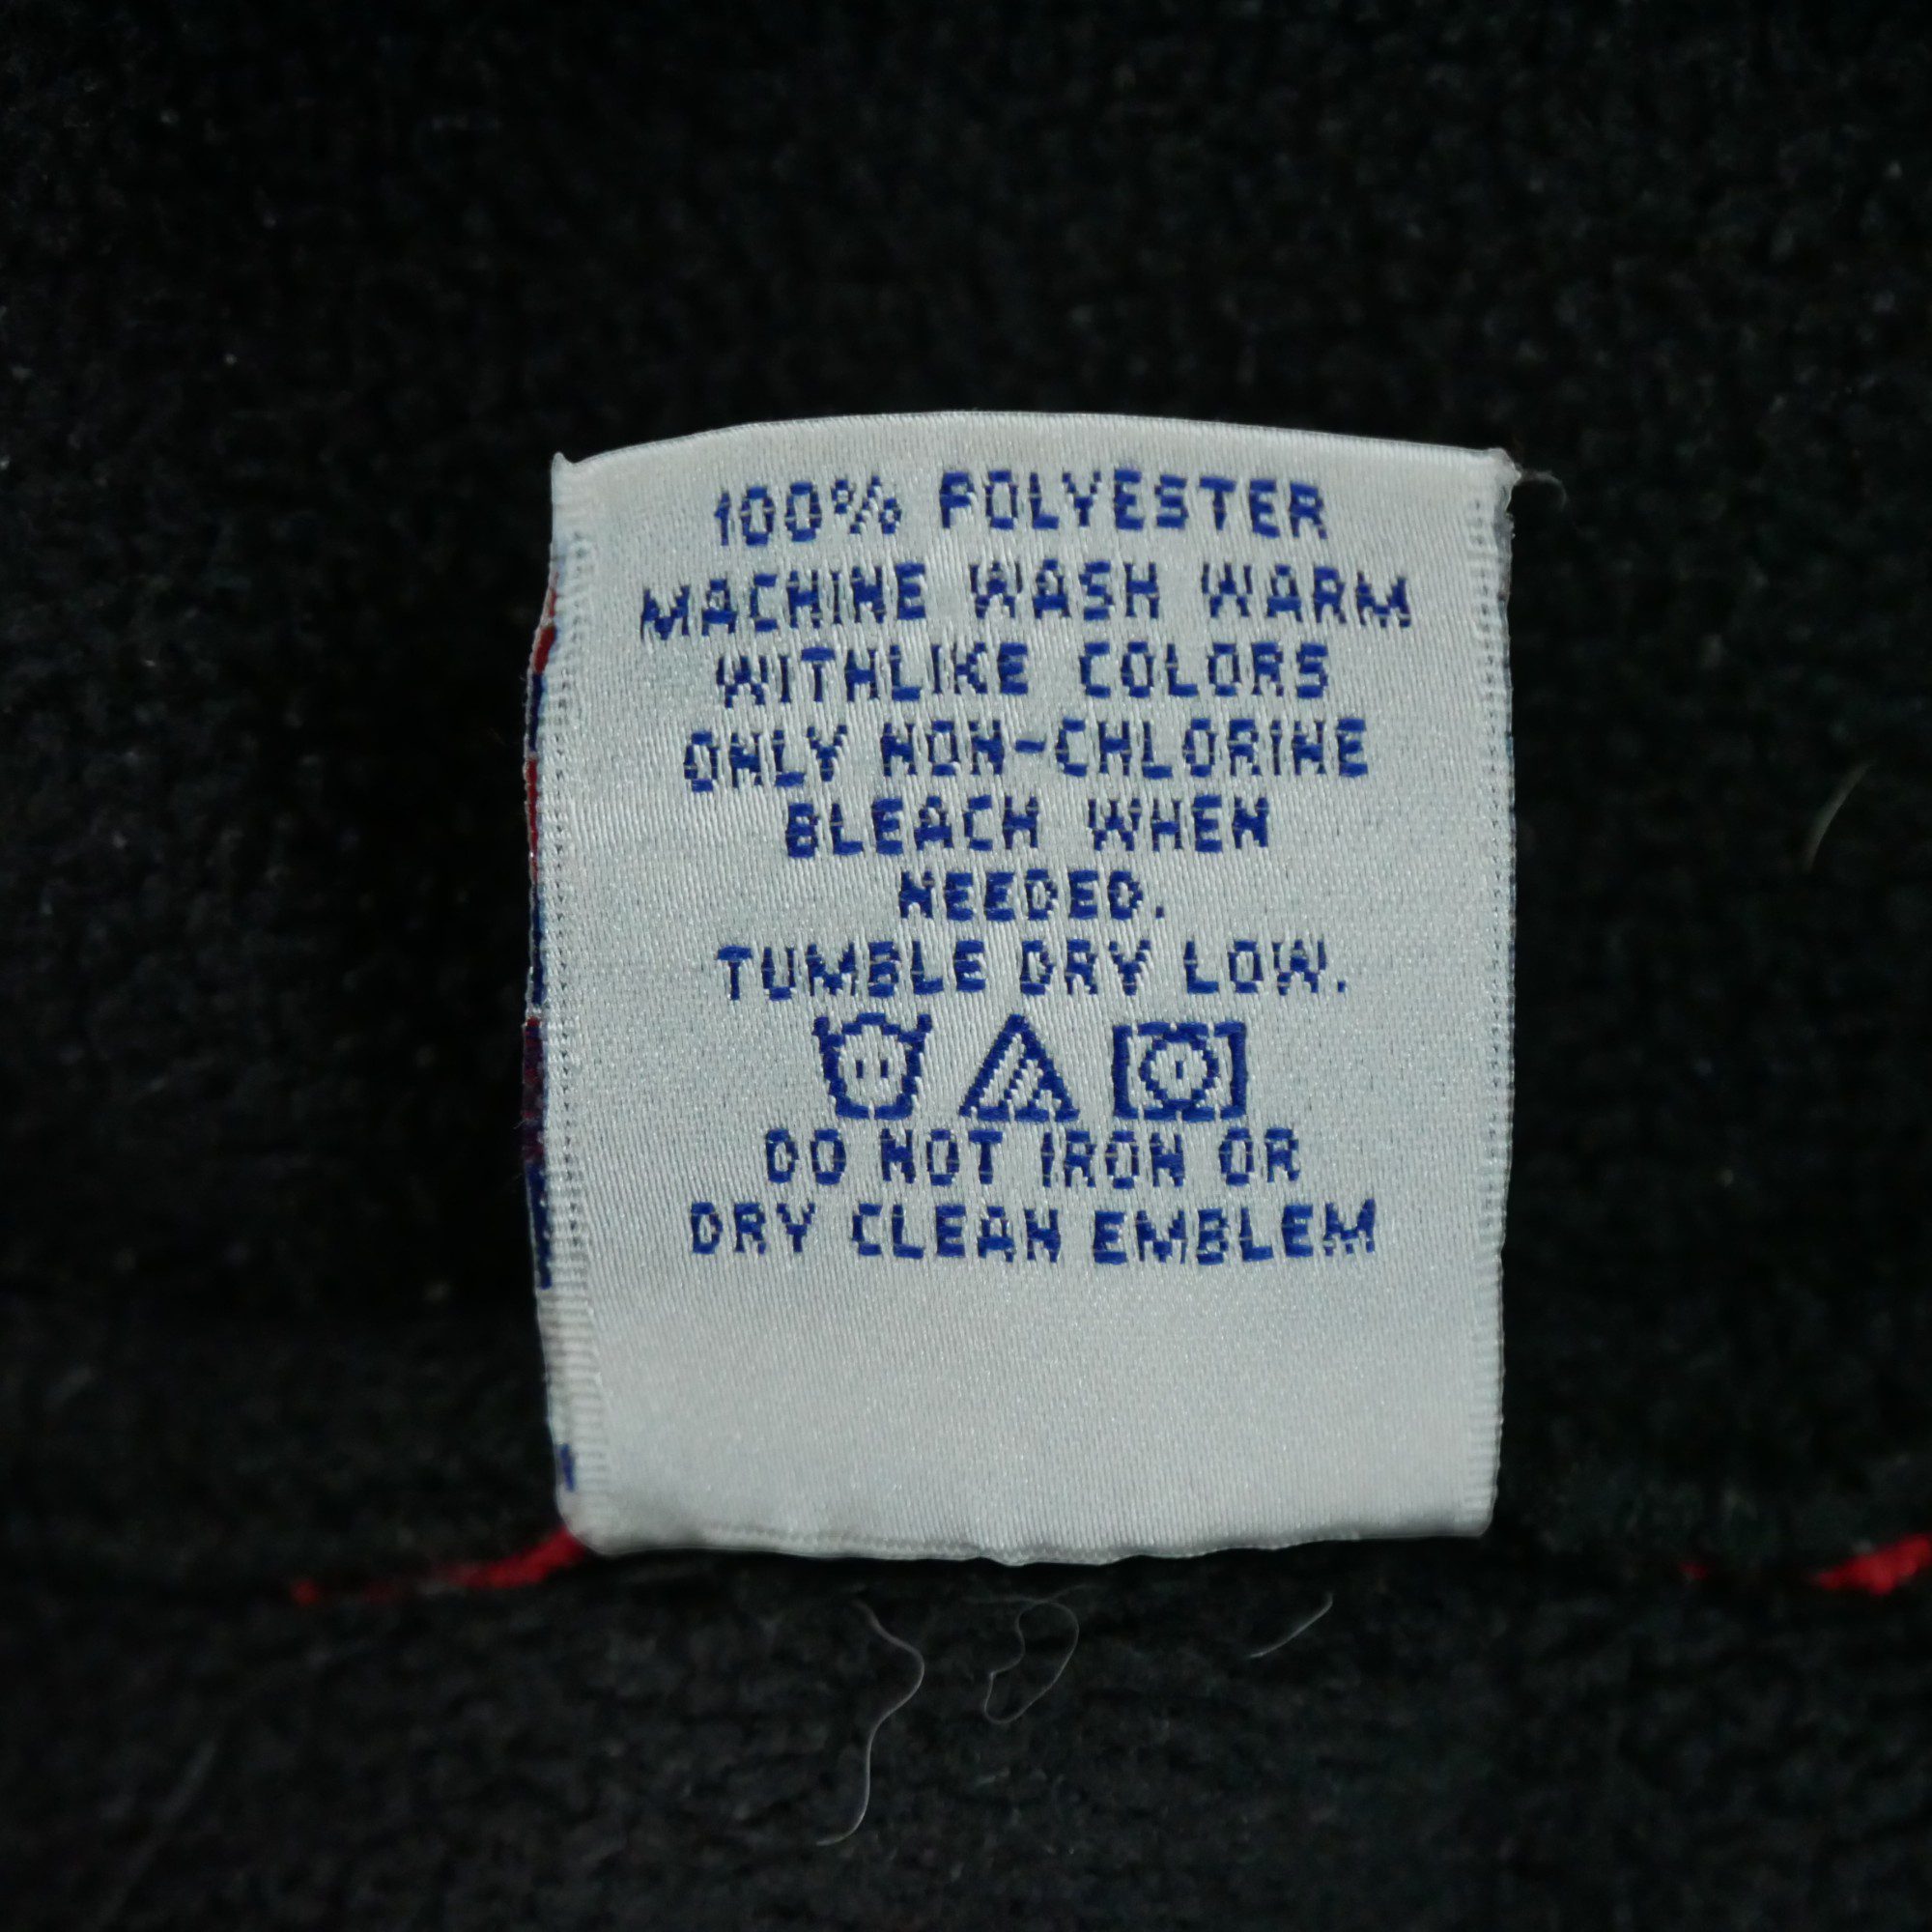 100% POLYESTER
MACHINE WASH WARM
WITHLIKE COLORS
ONLY NON-CHLORINE
BLEACH WHEN
NEEDED.
TUMBLE DRY LOW.
DO NOT IRON OR
DRY CLEAN EMBLEM